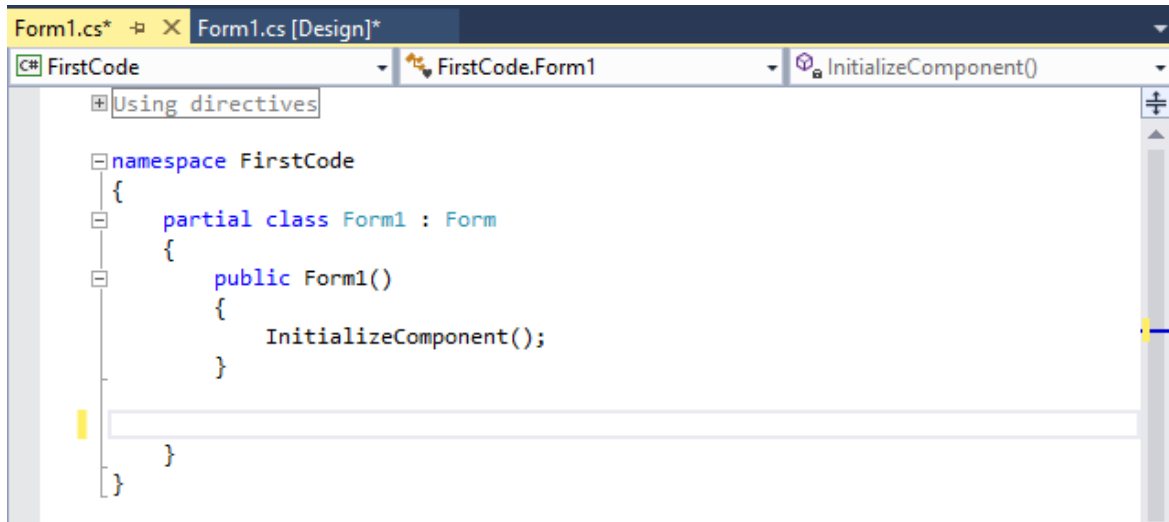 Form1.cs* Form1.cs [Design]*
C# FirstCode FirstCode.Form1 InitializeComponent()
Using directives
namespace FirstCode
{
partial class Form1 : Form
{
public Form1()
{
InitializeComponent();
}
}
}